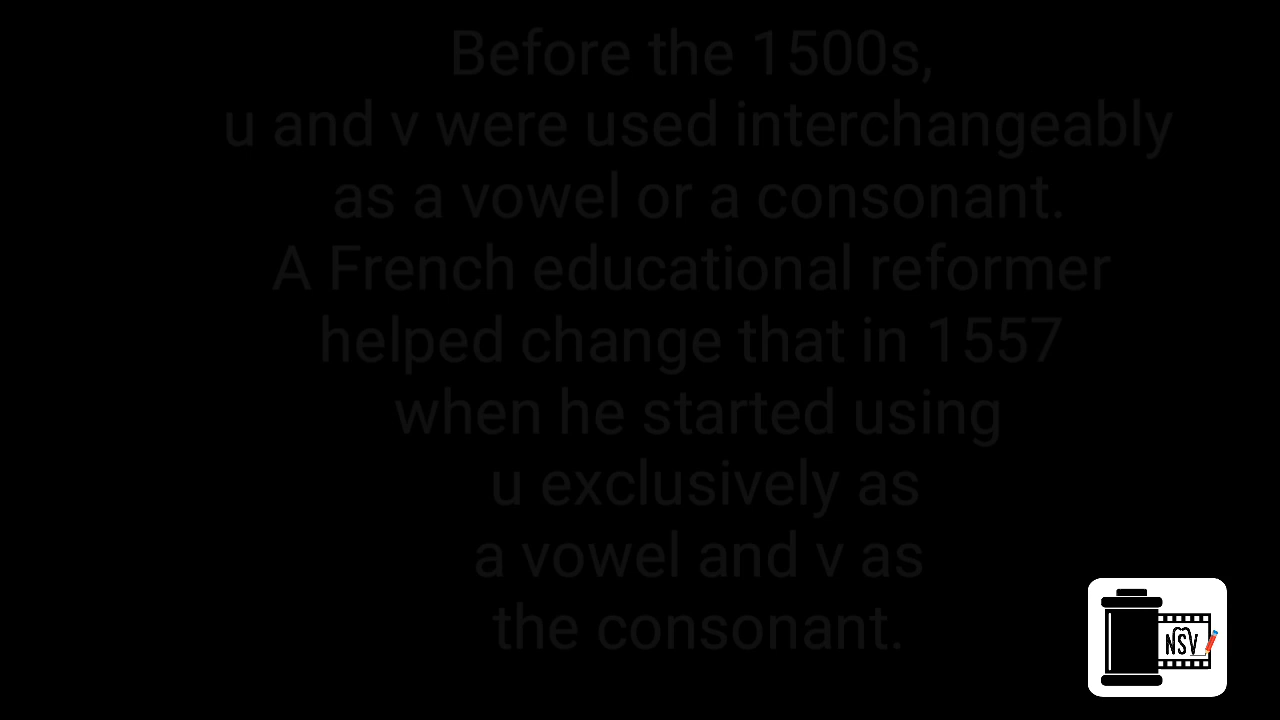 Before the 1500s,
u and v were used interchangeably
as a vowel or a consonant.
A French educational reformer
helped change that in 1557
when he started using
u exclusively as
a vowel and v as
the consonant.
NSV